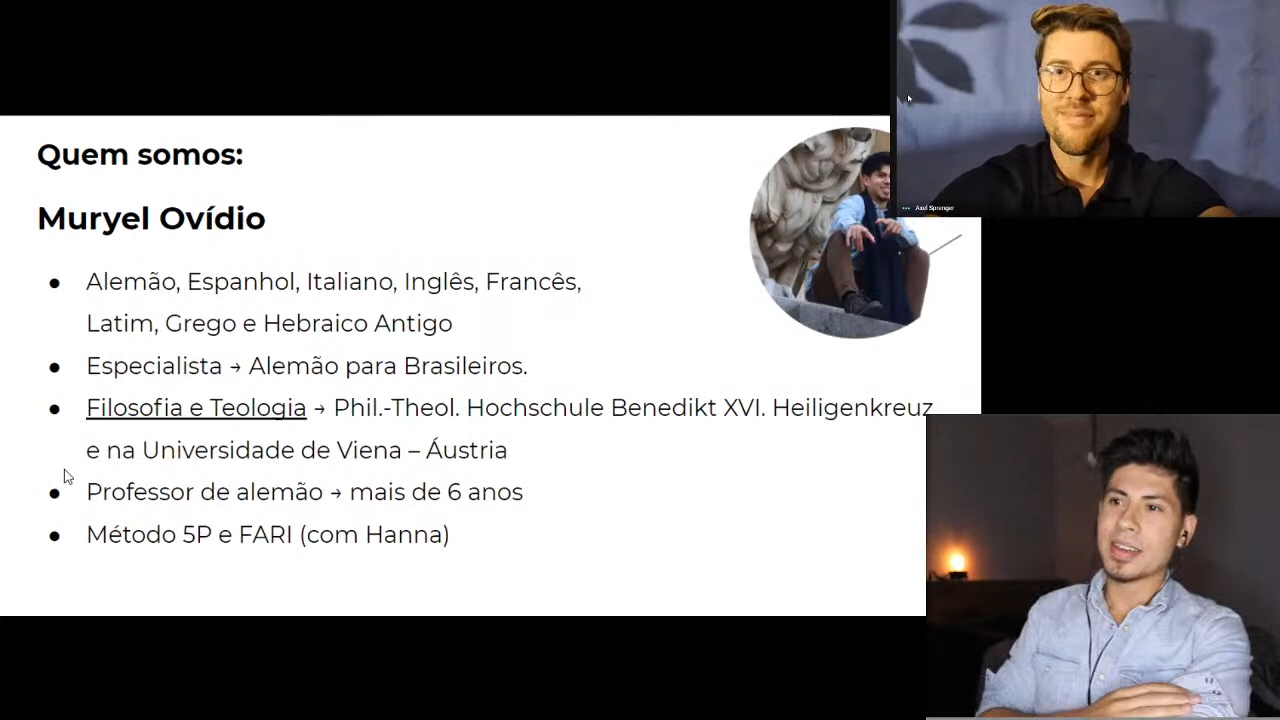 Quem somos:
Muryel Ovídio
● Alemão, Espanhol, Italiano, Inglês, Francês,
Latim, Grego e Hebraico Antigo
● Especialista → Alemão para Brasileiros.
● Filosofia e Teologia → Phil.-Theol. Hochschule Benedikt XVI. Heiligenkreuz
e na Universidade de Viena – Áustria
● Professor de alemão → mais de 6 anos
● Método 5P e FARI (com Hanna)
Axel Sprenger